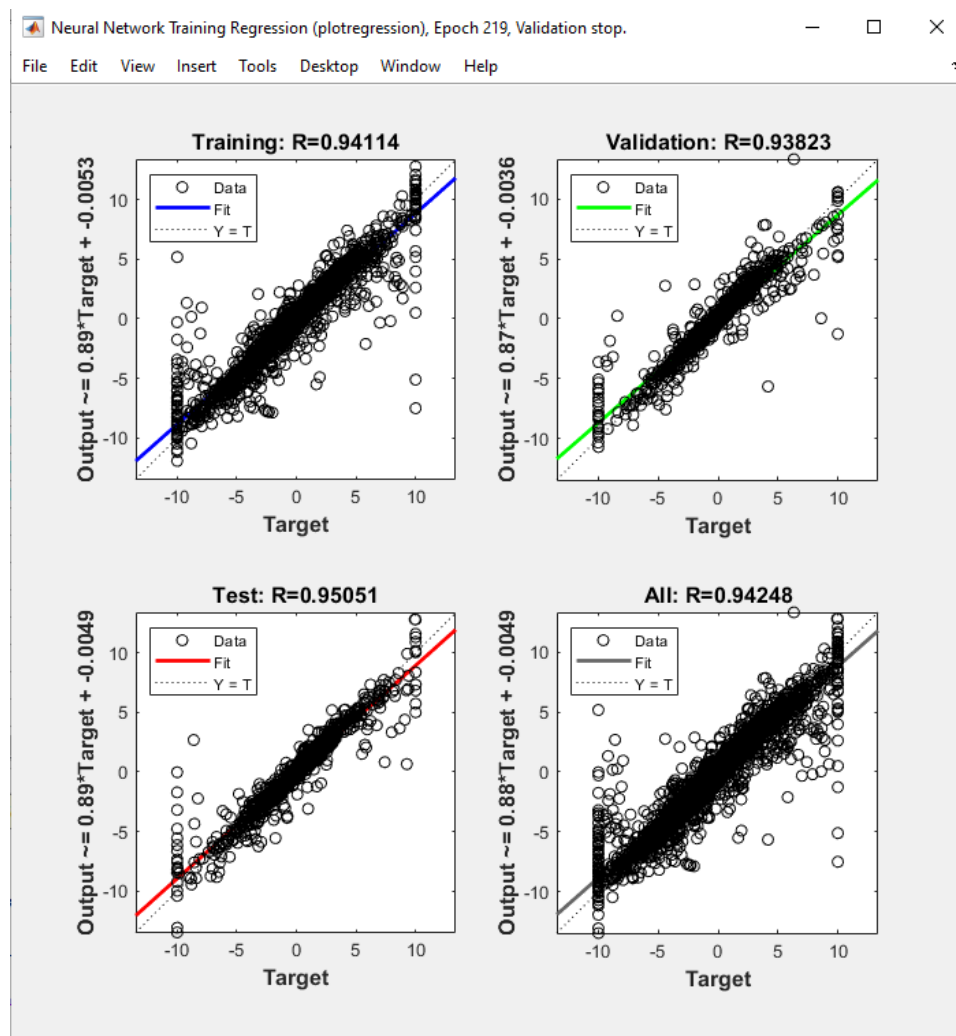 Neural Network Training Regression (plotregression), Epoch 219, Validation stop.
File Edit View Insert Tools Desktop Window Help
Training: R=0.94114
Output ~= 0.89*Target + -0.0053
Data
Fit
Y = T
10
5
0
-5
-10
-10 -5 0 5 10
Target
Validation: R=0.93823
Output ~= 0.87*Target + -0.0036
Data
Fit
Y = T
10
5
0
-5
-10
-10 -5 0 5 10
Target
Test: R=0.95051
Output ~= 0.89*Target + -0.0049
Data
Fit
Y = T
10
5
0
-5
-10
-10 -5 0 5 10
Target
All: R=0.94248
Output ~= 0.88*Target + -0.0049
Data
Fit
Y = T
10
5
0
-5
-10
-10 -5 0 5 10
Target